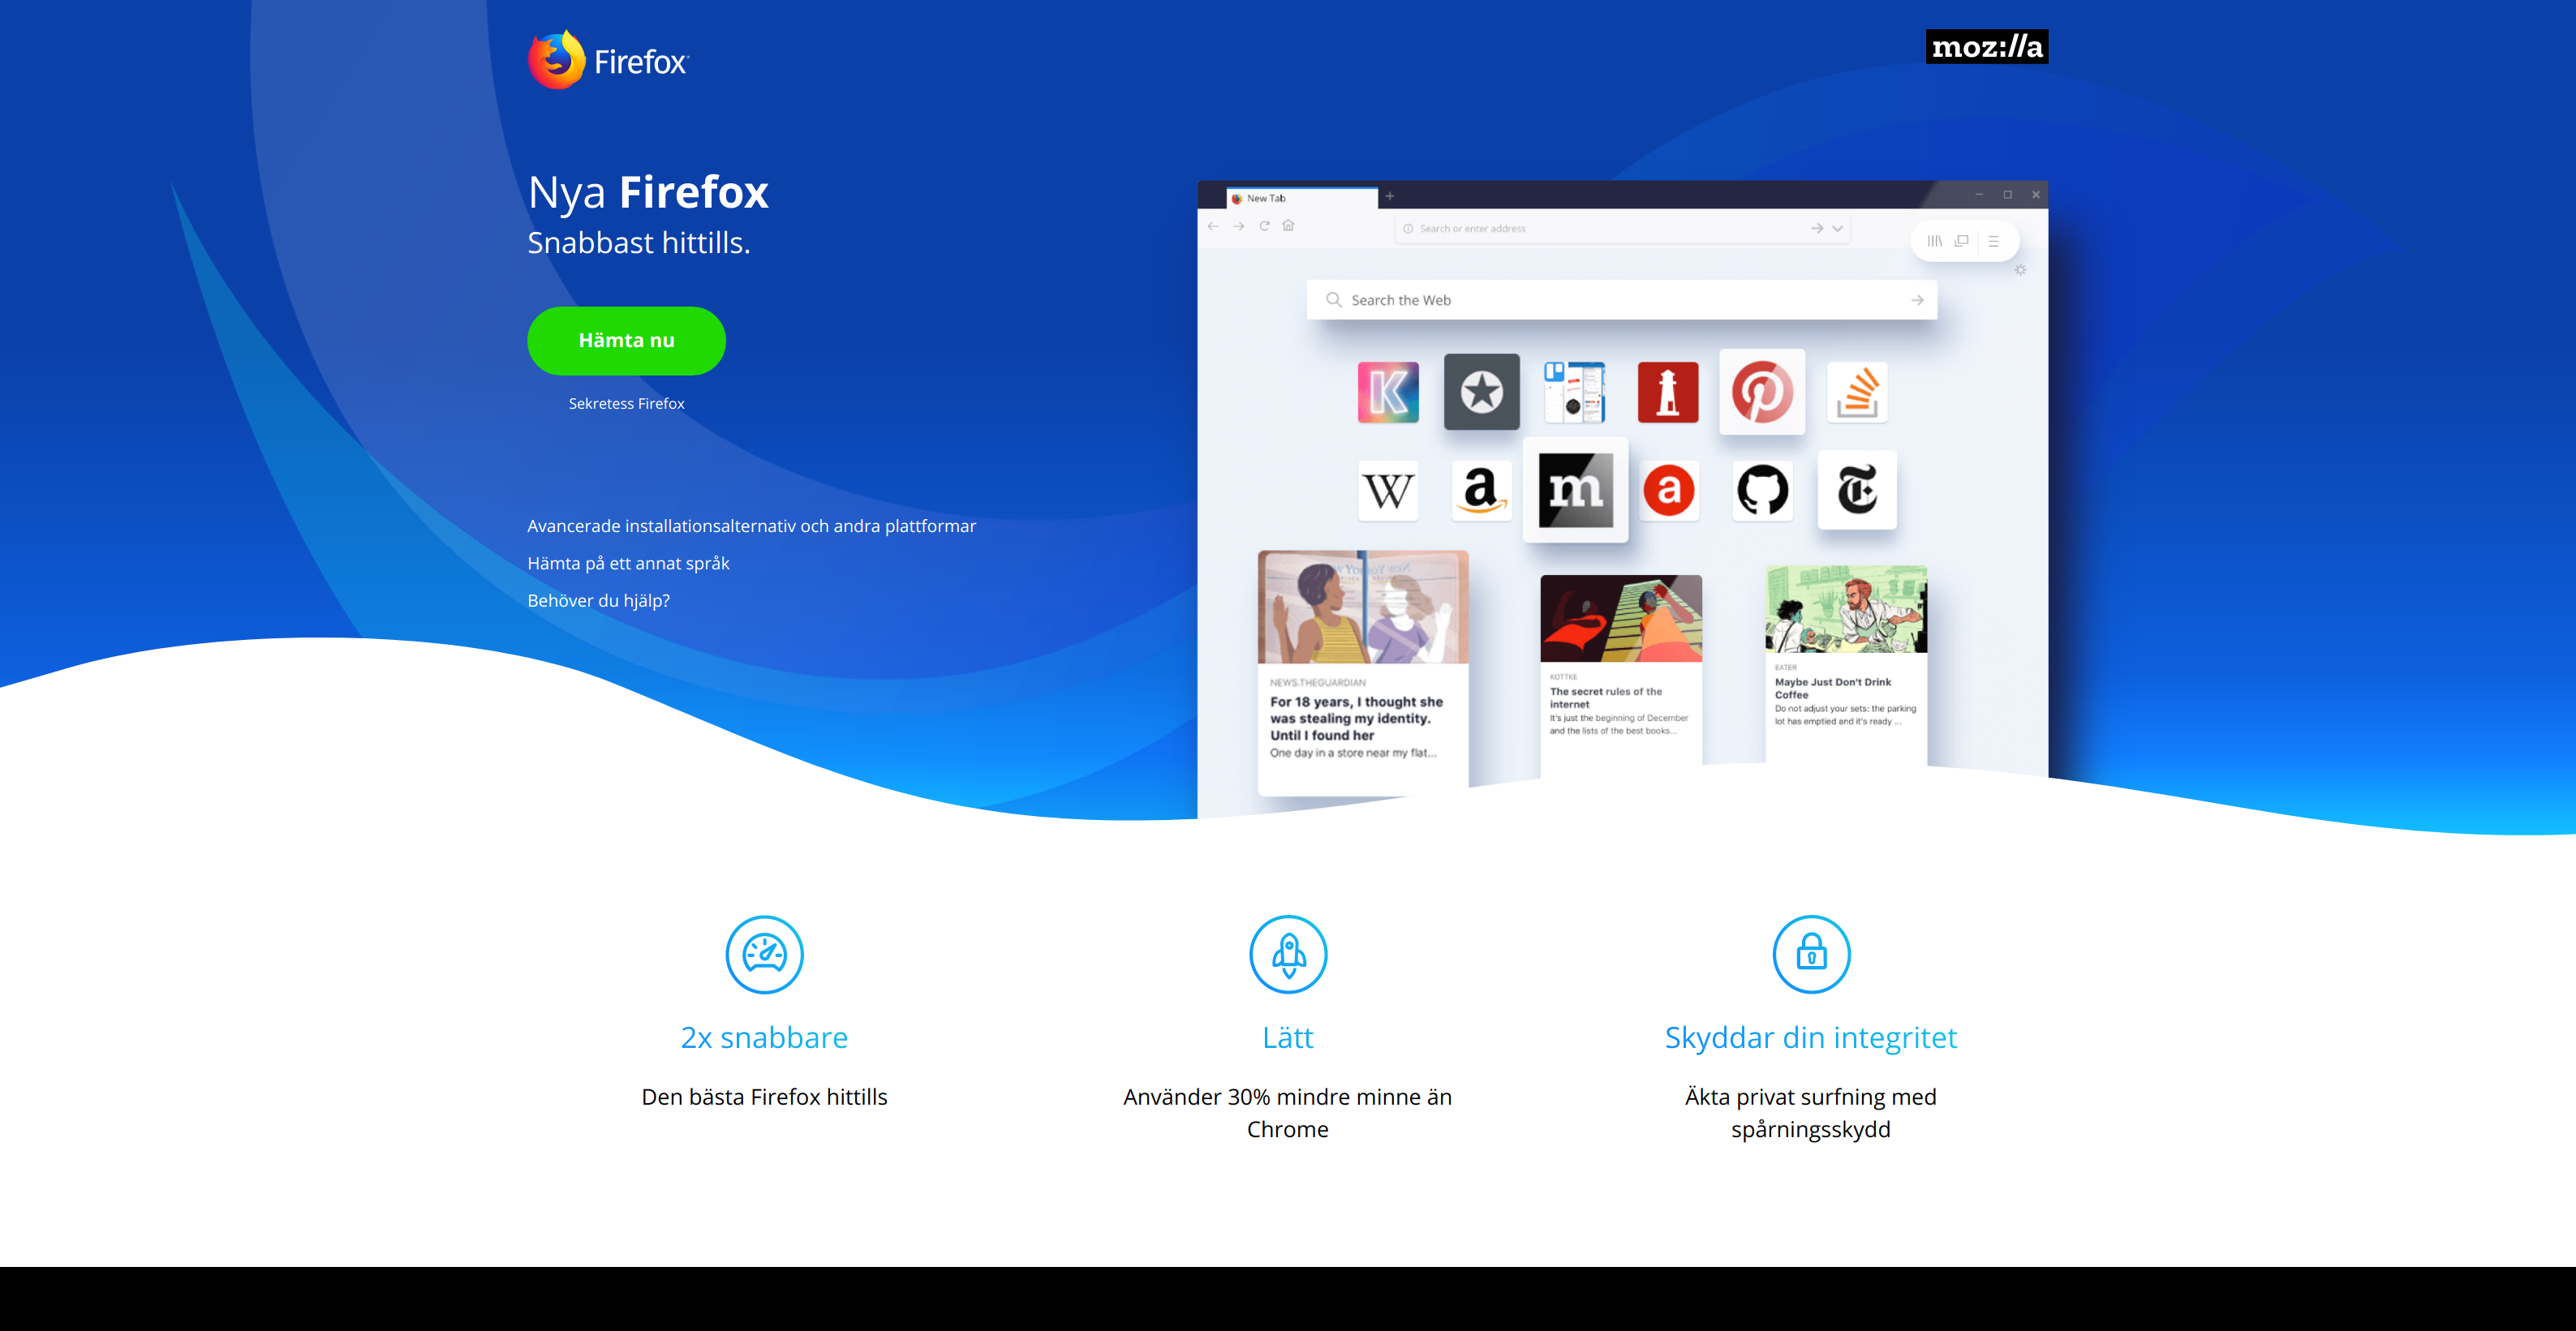 Firefox
moz://a
Nya Firefox
Snabbast hittills.
Hämta nu
Sekretess Firefox
Avancerade installationsalternativ och andra plattformar
Hämta på ett annat språk
Behöver du hjälp?
New Tab
Search or enter address
Search the Web
K
W
a
m
a
T
NEWS.THEGUARDIAN
For 18 years, I thought she
was stealing my identity.
Until I found her
One day in a store near my flat...
KOTTKE
The secret rules of the
internet
It's just the beginning of December
and the lists of the best books...
EATER
Maybe Just Don't Drink
Coffee
Do not adjust your sets: the parking
lot has emptied and it's ready ...
2x snabbare
Den bästa Firefox hittills
Lätt
Använder 30% mindre minne än
Chrome
Skyddar din integritet
Äkta privat surfning med
spårningsskydd